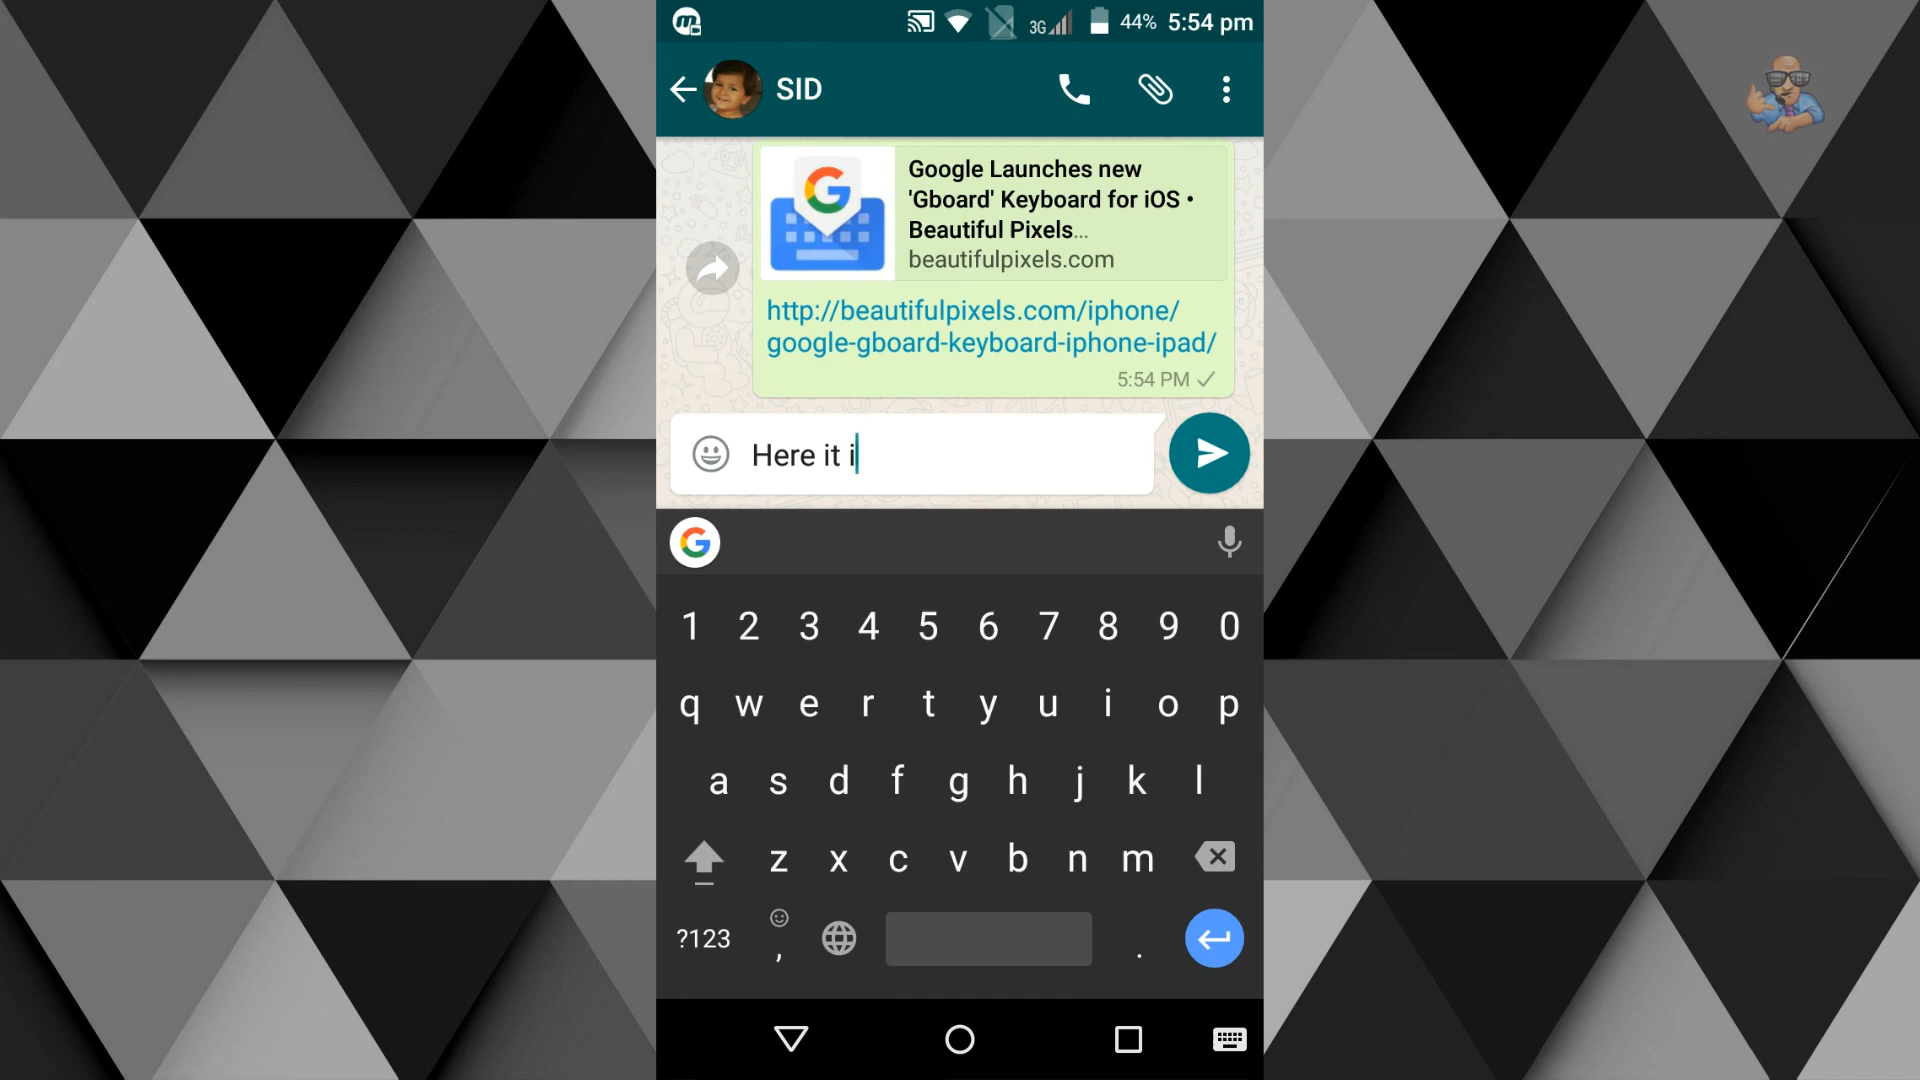 3G 44% 5:54 pm
SID
Google Launches new
'Gboard' Keyboard for iOS •
Beautiful Pixels…
beautifulpixels.com
http://beautifulpixels.com/iphone/
google-gboard-keyboard-iphone-ipad/
5:54 PM
Here it i
G
1 2 3 4 5 6 7 8 9 0
q w e r t y u i o p
a s d f g h j k l
z x c v b n m
?123 , .